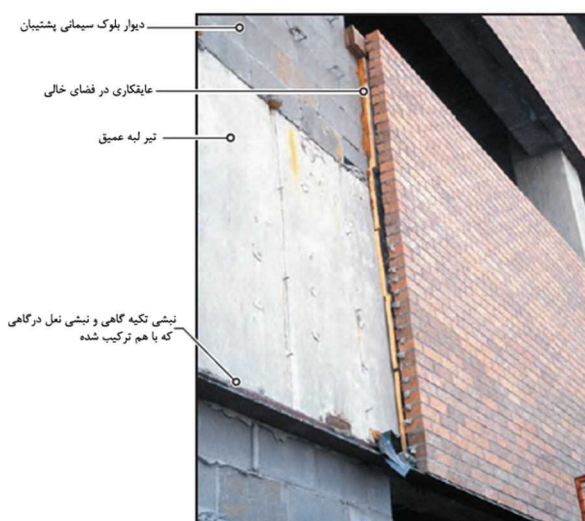 دیوار بلوک سیمانی پشتیبان
عایقکاری در فضای خالی
تیر لبه عمیق
نبشی تکیه گاهی و نبشی نعل درگاهی
که با هم ترکیب شده